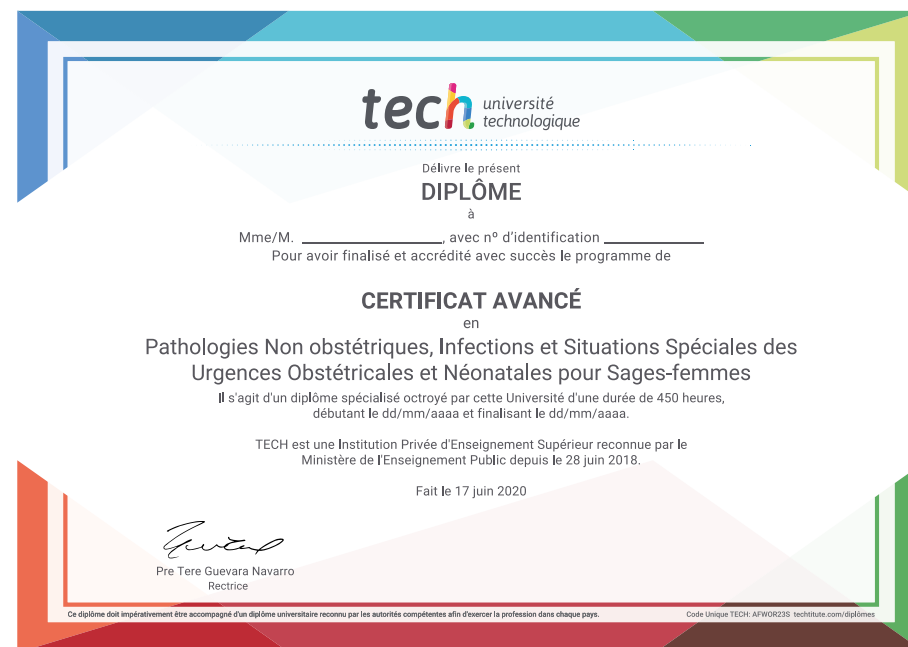 tech université
technologique
Délivre le présent
DIPLÔME
à
Mme/M. ____________________, avec nº d'identification ______________
Pour avoir finalisé et accrédité avec succès le programme de
CERTIFICAT AVANCÉ
en
Pathologies Non obstétriques, Infections et Situations Spéciales des
Urgences Obstétricales et Néonatales pour Sages-femmes
Il s'agit d'un diplôme spécialisé octroyé par cette Université d'une durée de 450 heures,
débutant le dd/mm/aaaa et finalisant le dd/mm/aaaa.
TECH est une Institution Privée d'Enseignement Supérieur reconnue par le
Ministère de l'Enseignement Public depuis le 28 juin 2018.
Fait le 17 juin 2020
Pre Tere Guevara Navarro
Rectrice
Ce diplôme doit impérativement être accompagné d'un diplôme universitaire reconnu par les autorités compétentes afin d'exercer la profession dans chaque pays.
Code Unique TECH: AFWOR23S techtitute.com/diplômes